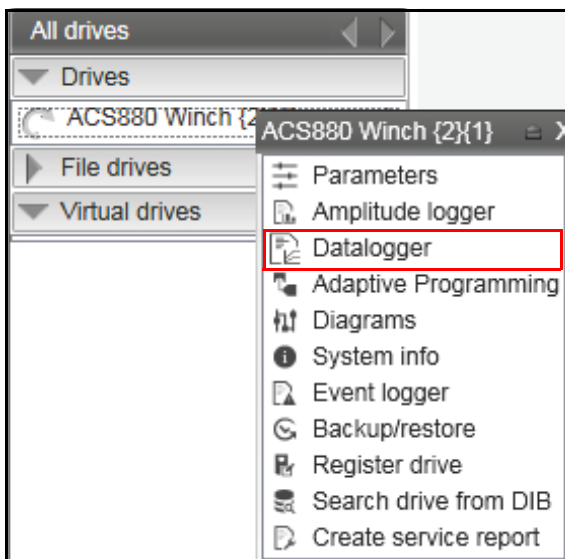 All drives
Drives
ACS880 Winch {2
ACS880 Winch {2}{1} X
File drives
Parameters
Virtual drives
Amplitude logger
Datalogger
Adaptive Programming
Diagrams
System info
Event logger
Backup/restore
Register drive
Search drive from DIB
Create service report